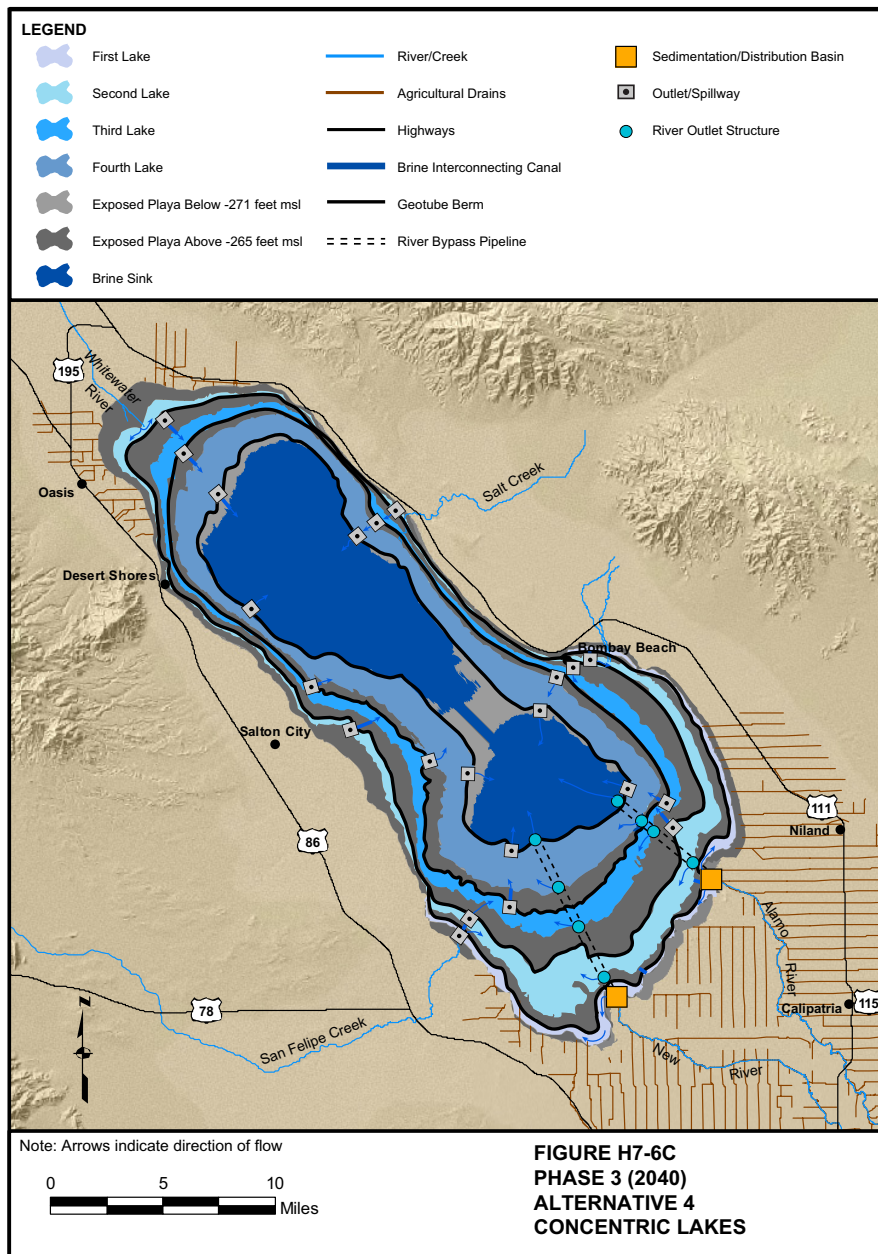 LEGEND
First Lake
Second Lake
Third Lake
Fourth Lake
Exposed Playa Below -271 feet msl
Exposed Playa Above -265 feet msl
Brine Sink
River/Creek
Agricultural Drains
Highways
Brine Interconnecting Canal
Geotube Berm
River Bypass Pipeline
Sedimentation/Distribution Basin
Outlet/Spillway
River Outlet Structure
195
Whitewater
River
Oasis
Salt Creek
Desert Shores
Bombay Beach
Salton City
86
111
Niland
Alamo
River
78
115
Calipatria
San Felipe Creek
New
River
N
Note: Arrows indicate direction of flow
0 5 10
Miles
FIGURE H7-6C
PHASE 3 (2040)
ALTERNATIVE 4
CONCENTRIC LAKES